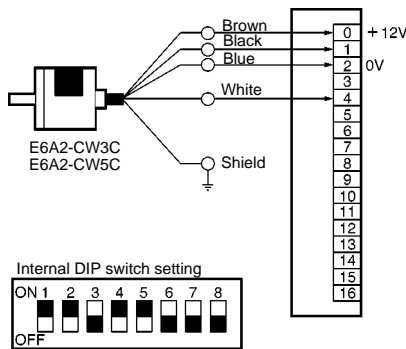 Brown
Black
Blue
White
Shield
E6A2-CW3C
E6A2-CW5C
0 +12V
1
2 0V
3
4
5
6
7
8
9
10
11
12
13
14
15
16
Internal DIP switch setting
ON 1 2 3 4 5 6 7 8
OFF